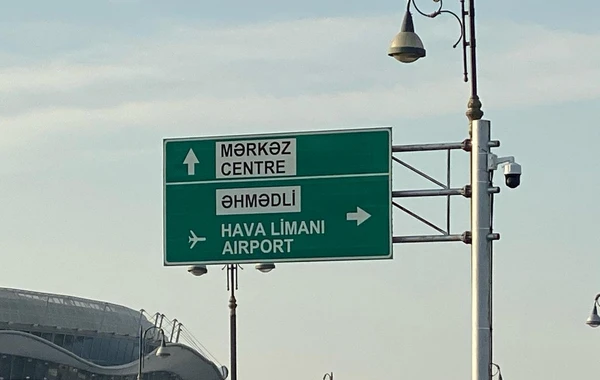 MƏRKƏZ
CENTRE
ƏHMƏDLİ
HAVA LİMANI
AIRPORT